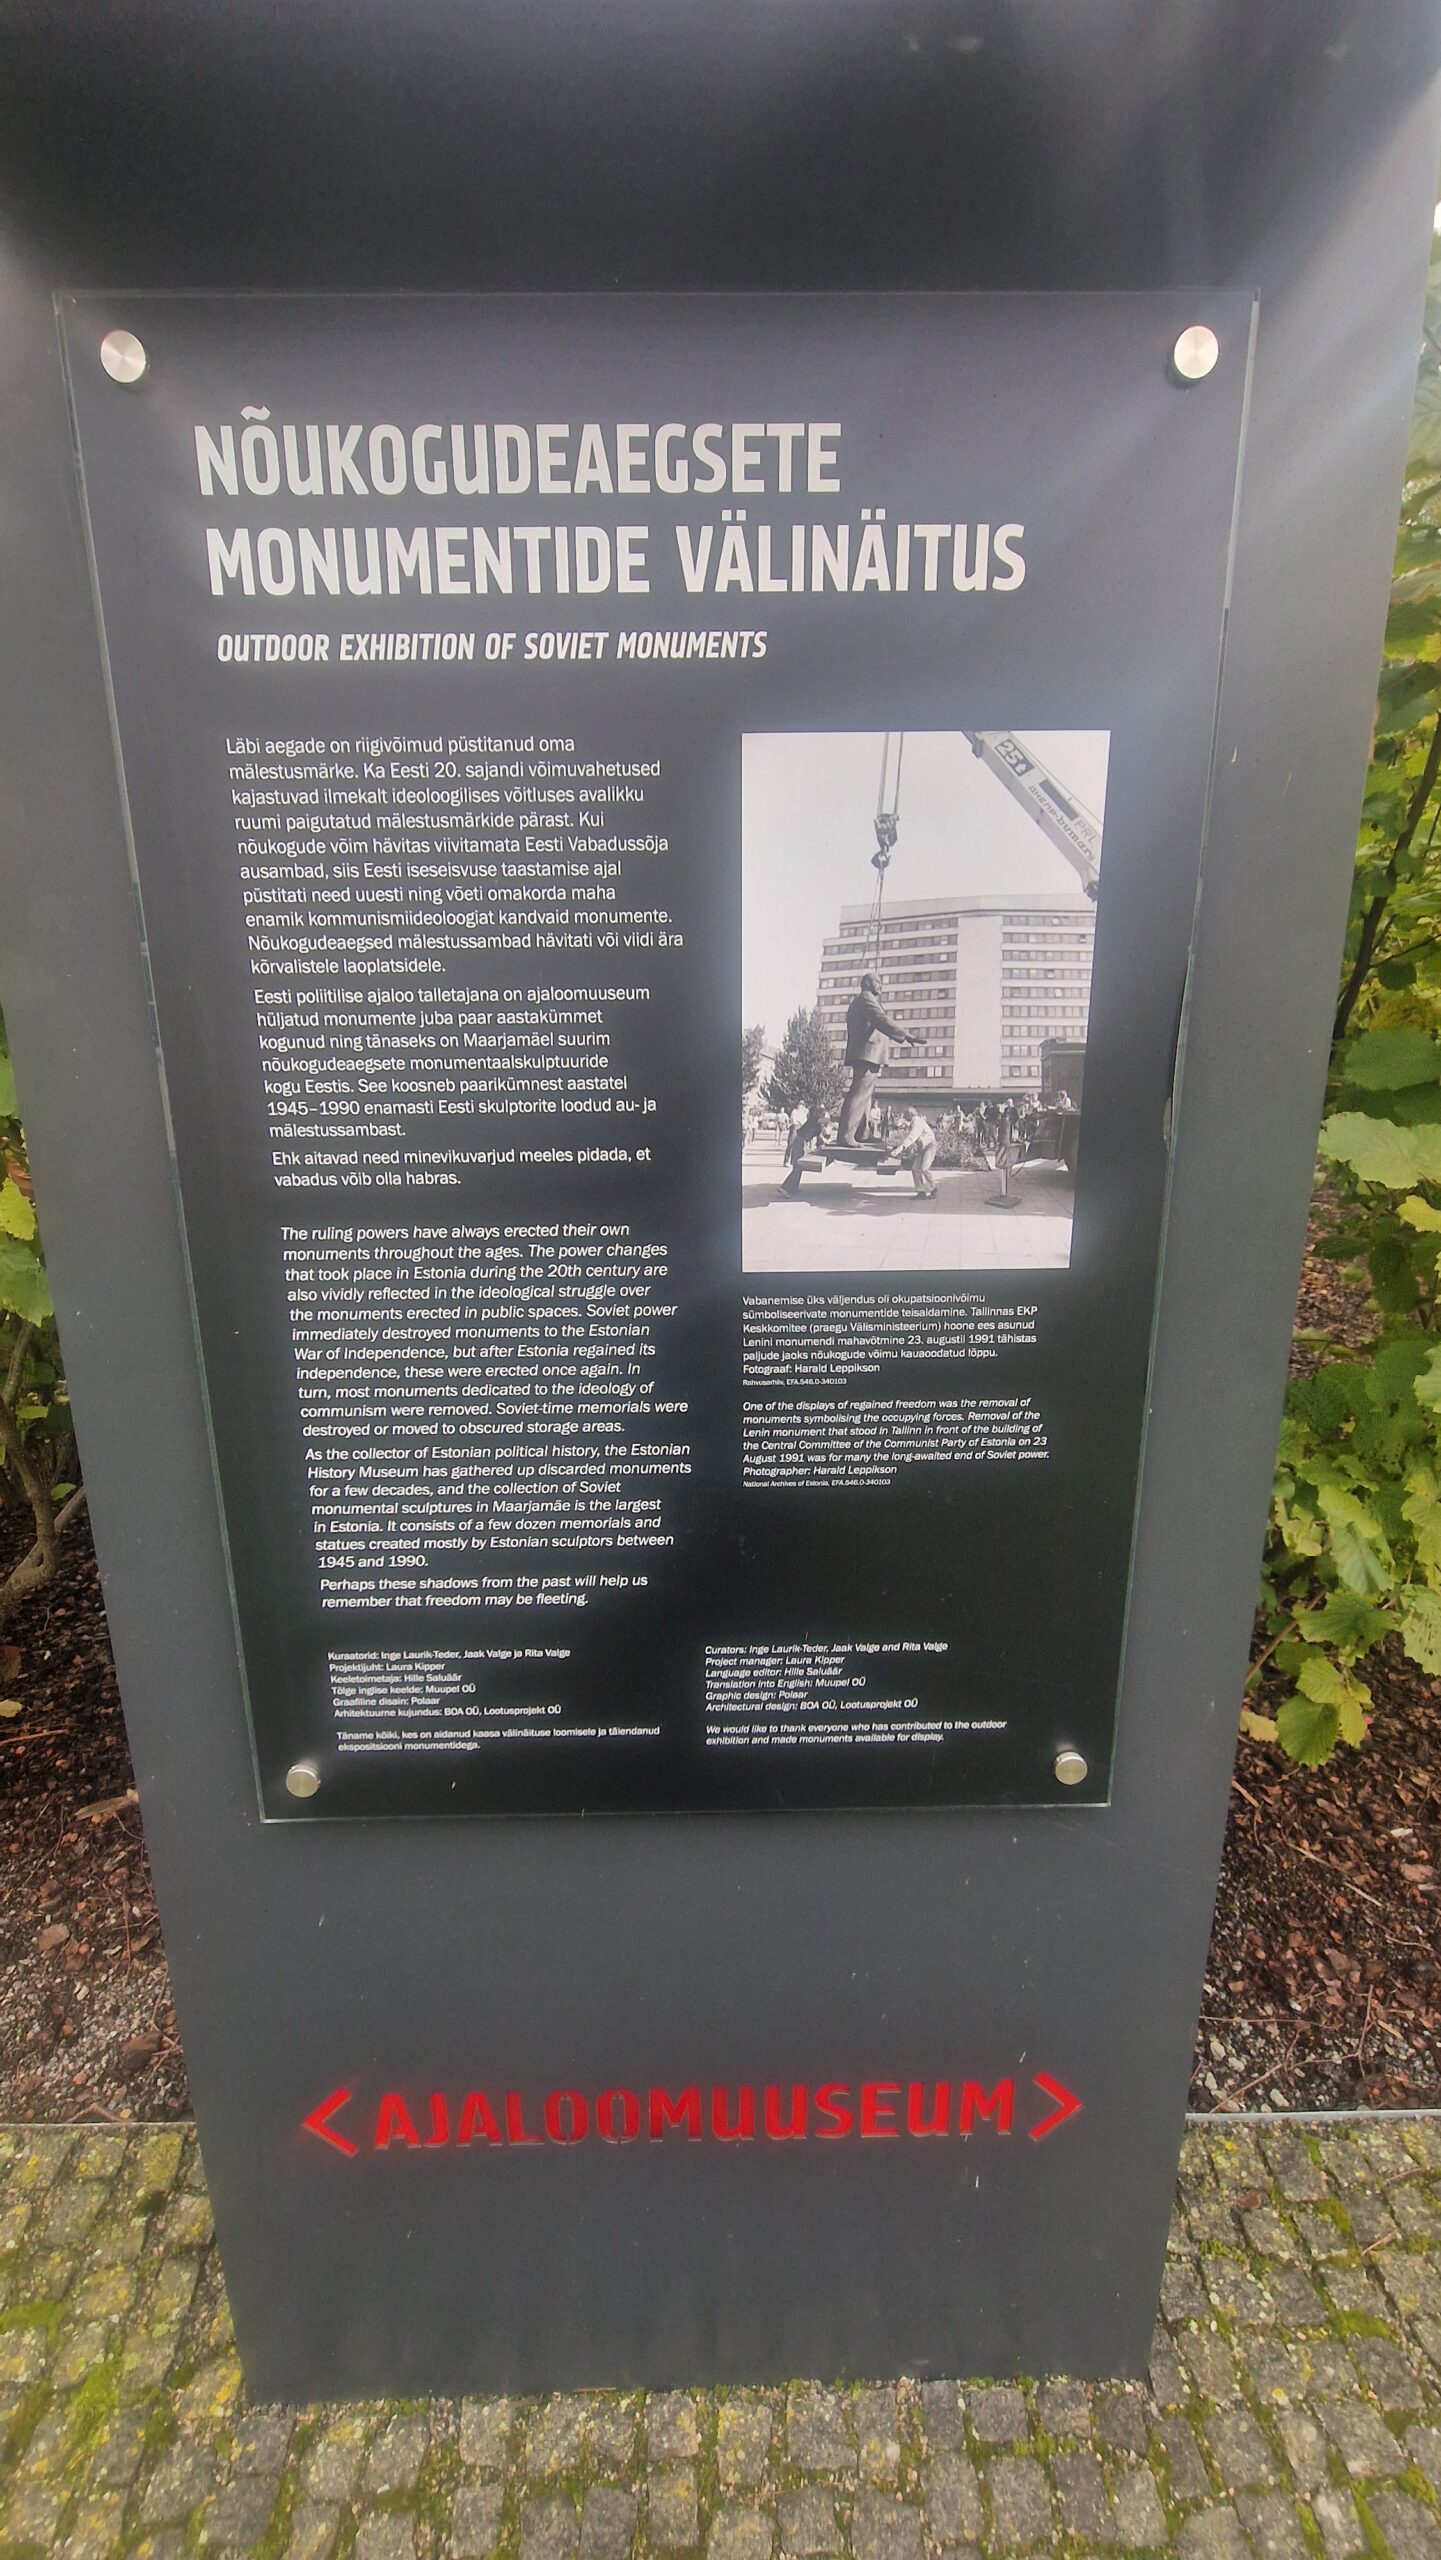 NÕUKOGUDEAEGSETE
MONUMENTIDE VÄLINÄITUS
OUTDOOR EXHIBITION OF SOVIET MONUMENTS
Läbi aegade on riigivõimud püstitanud oma
mälestusmärke. Ka Eesti 20. sajandi võimuvahetused
kajastuvad ilmekalt ideoloogilises võitluses avalikku
ruumi paigutatud mälestusmärkide pärast. Kui
nõukogude võim hävitas viivitamata Eesti Vabadussõja
ausambad, siis Eesti iseseisvuse taastamise ajal
püstitati need uuesti ning võeti omakorda maha
enamik kommunismiideoloogiat kandvaid monumente.
Nõukogudeaegsed mälestussambad hävitati või viidi ära
kõrvalistele laoplatsidele.
Eesti poliitilise ajaloo talletajana on ajaloomuuseum
hüljatud monumente juba paar aastakümmet
kogunud ning tänaseks on Maarjamäel suurim
nõukogudeaegsete monumentaalskulptuuride
kogu Eestis. See koosneb paarikümnest aastatel
1945–1990 enamasti Eesti skulptorite loodud au- ja
mälestussambast.
Ehk aitavad need minevikuvarjud meeles pidada, et
vabadus võib olla habras.
The ruling powers have always erected their own
monuments throughout the ages. The power changes
that took place in Estonia during the 20th century are
also vividly reflected in the ideological struggle over
the monuments erected in public spaces. Soviet power
immediately destroyed monuments to the Estonian
War of Independence, but after Estonia regained its
independence, these were erected once again. In
turn, most monuments dedicated to the ideology of
communism were removed. Soviet-time memorials were
destroyed or moved to obscured storage areas.
As the collector of Estonian political history, the Estonian
History Museum has gathered up discarded monuments
for a few decades, and the collection of Soviet
monumental sculptures in Maarjamäe is the largest
in Estonia. It consists of a few dozen memorials and
statues created mostly by Estonian sculptors between
1945 and 1990.
Perhaps these shadows from the past will help us
remember that freedom may be fleeting.
25t
Vabanemise üks väljendus oli okupatsioonivõimu
sümboliseerivate monumentide teisaldamine. Tallinnas EKP
Keskkomitee (praegu Välisministeerium) hoone ees asunud
Lenini monumendi mahavõtmine 23. augustil 1991 tähistas
paljude jaoks nõukogude võimu kauaoodatud lõppu.
Fotograaf: Harald Leppikson
Rahvusarhiiv, EFA.546.0-340103
One of the displays of regained freedom was the removal of
monuments symbolising the occupying forces. Removal of the
Lenin monument that stood in Tallinn in front of the building of
the Central Committee of the Communist Party of Estonia on 23
August 1991 was for many the long-awaited end of Soviet power.
Photographer: Harald Leppikson
National Archives of Estonia, EFA.546.0-340103
Kuraatorid: Inge Laurik-Teder, Jaak Valge ja Rita Valge
Projektijuht: Laura Kipper
Keeletoimetaja: Hille Saluäär
Tõlge inglise keelde: Muupel OÜ
Graafiline disain: Polaar
Arhitektuurne kujundus: BOA OÜ, Lootusprojekt OÜ
Täname kõiki, kes on aidanud kaasa välinäituse loomisele ja täiendanud
ekspositsiooni monumentidega.
Curators: Inge Laurik-Teder, Jaak Valge and Rita Valge
Project manager: Laura Kipper
Language editor: Hille Saluäär
Translation into English: Muupel OÜ
Graphic design: Polaar
Architectural design: BOA OÜ, Lootusprojekt OÜ
We would like to thank everyone who has contributed to the outdoor
exhibition and made monuments available for display.
<AJALOOMUUSEUM>